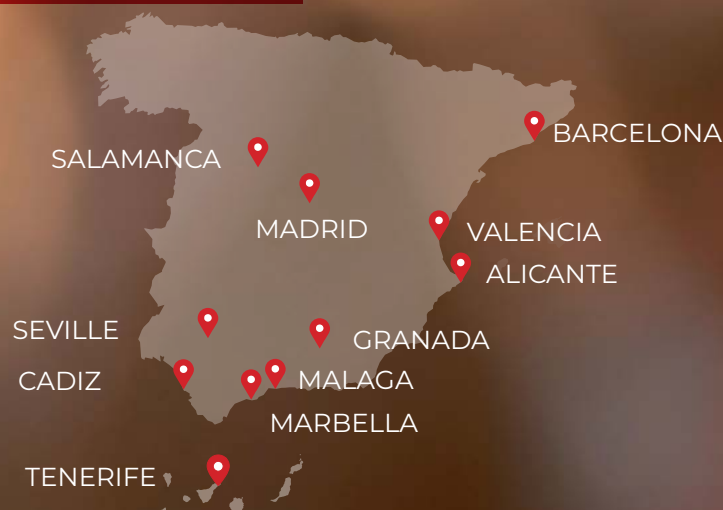 BARCELONA
SALAMANCA
MADRID
VALENCIA
ALICANTE
SEVILLE
GRANADA
CADIZ
MALAGA
MARBELLA
TENERIFE